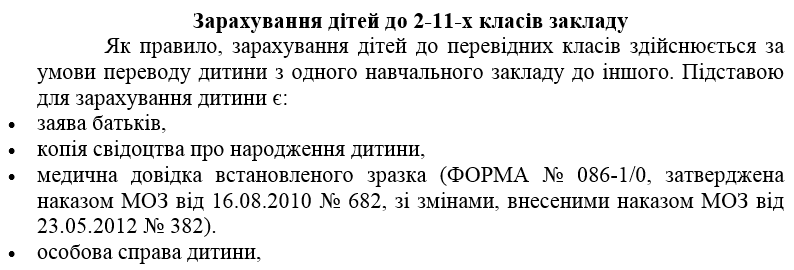 Зарахування дітей до 2-11-х класів закладу
Як правило, зарахування дітей до перевідних класів здійснюється за
умови переводу дитини з одного навчального закладу до іншого. Підставою
для зарахування дитини є:
• заява батьків,
• копія свідоцтва про народження дитини,
• медична довідка встановленого зразка (ФОРМА № 086-1/0, затверджена
наказом МОЗ від 16.08.2010 № 682, зі змінами, внесеними наказом МОЗ від
23.05.2012 № 382).
• особова справа дитини,